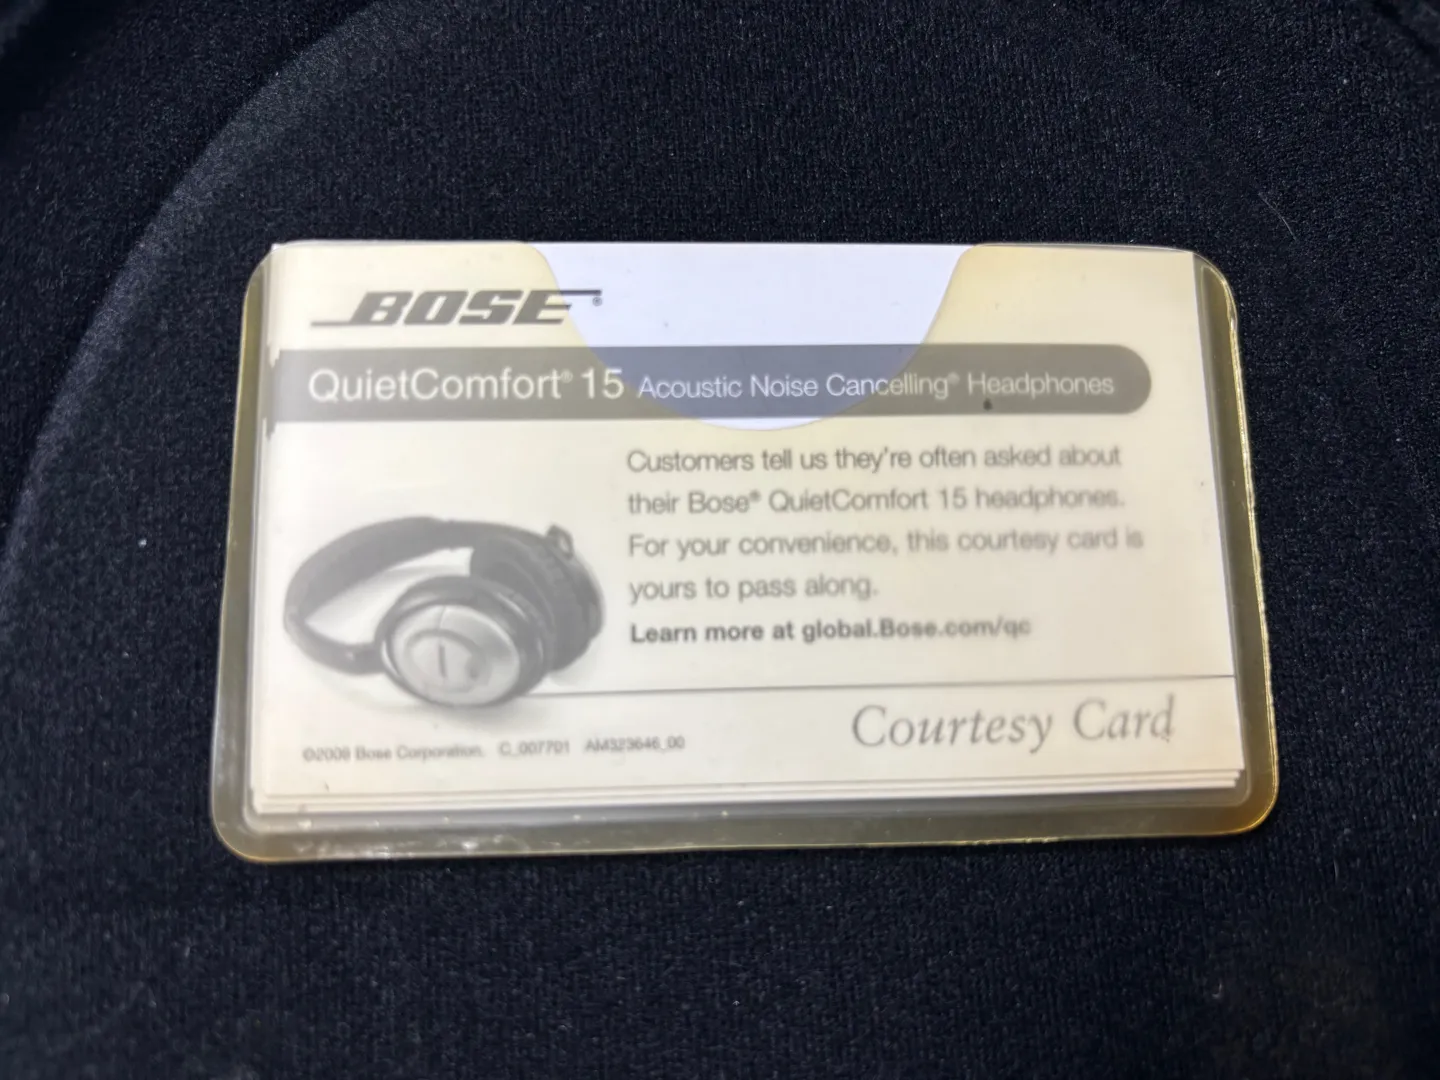 BOSE®
QuietComfort® 15 Acoustic Noise Cancelling® Headphones
Customers tell us they're often asked about
their Bose® QuietComfort 15 headphones.
For your convenience, this courtesy card is
yours to pass along.
Learn more at global.Bose.com/qc
Courtesy Card
©2009 Bose Corporation. C_007701 AM323646_00